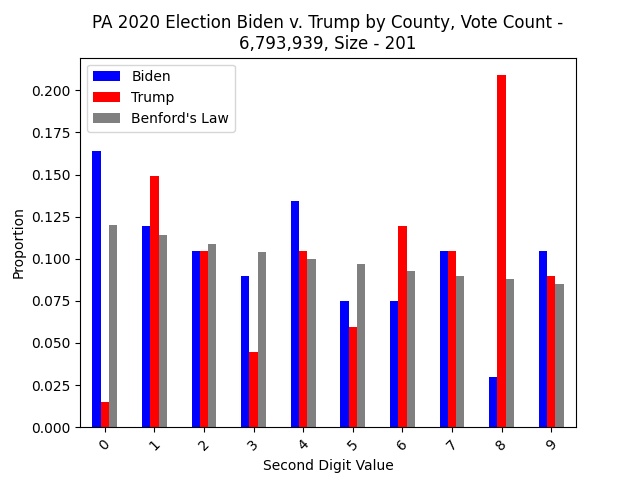 PA 2020 Election Biden v. Trump by County, Vote Count -
6,793,939, Size - 201
Biden
Trump
Benford's Law
0.200
0.175
0.150
0.125
0.100
0.075
0.050
0.025
0.000
Proportion
0 1 2 3 4 5 6 7 8 9
Second Digit Value